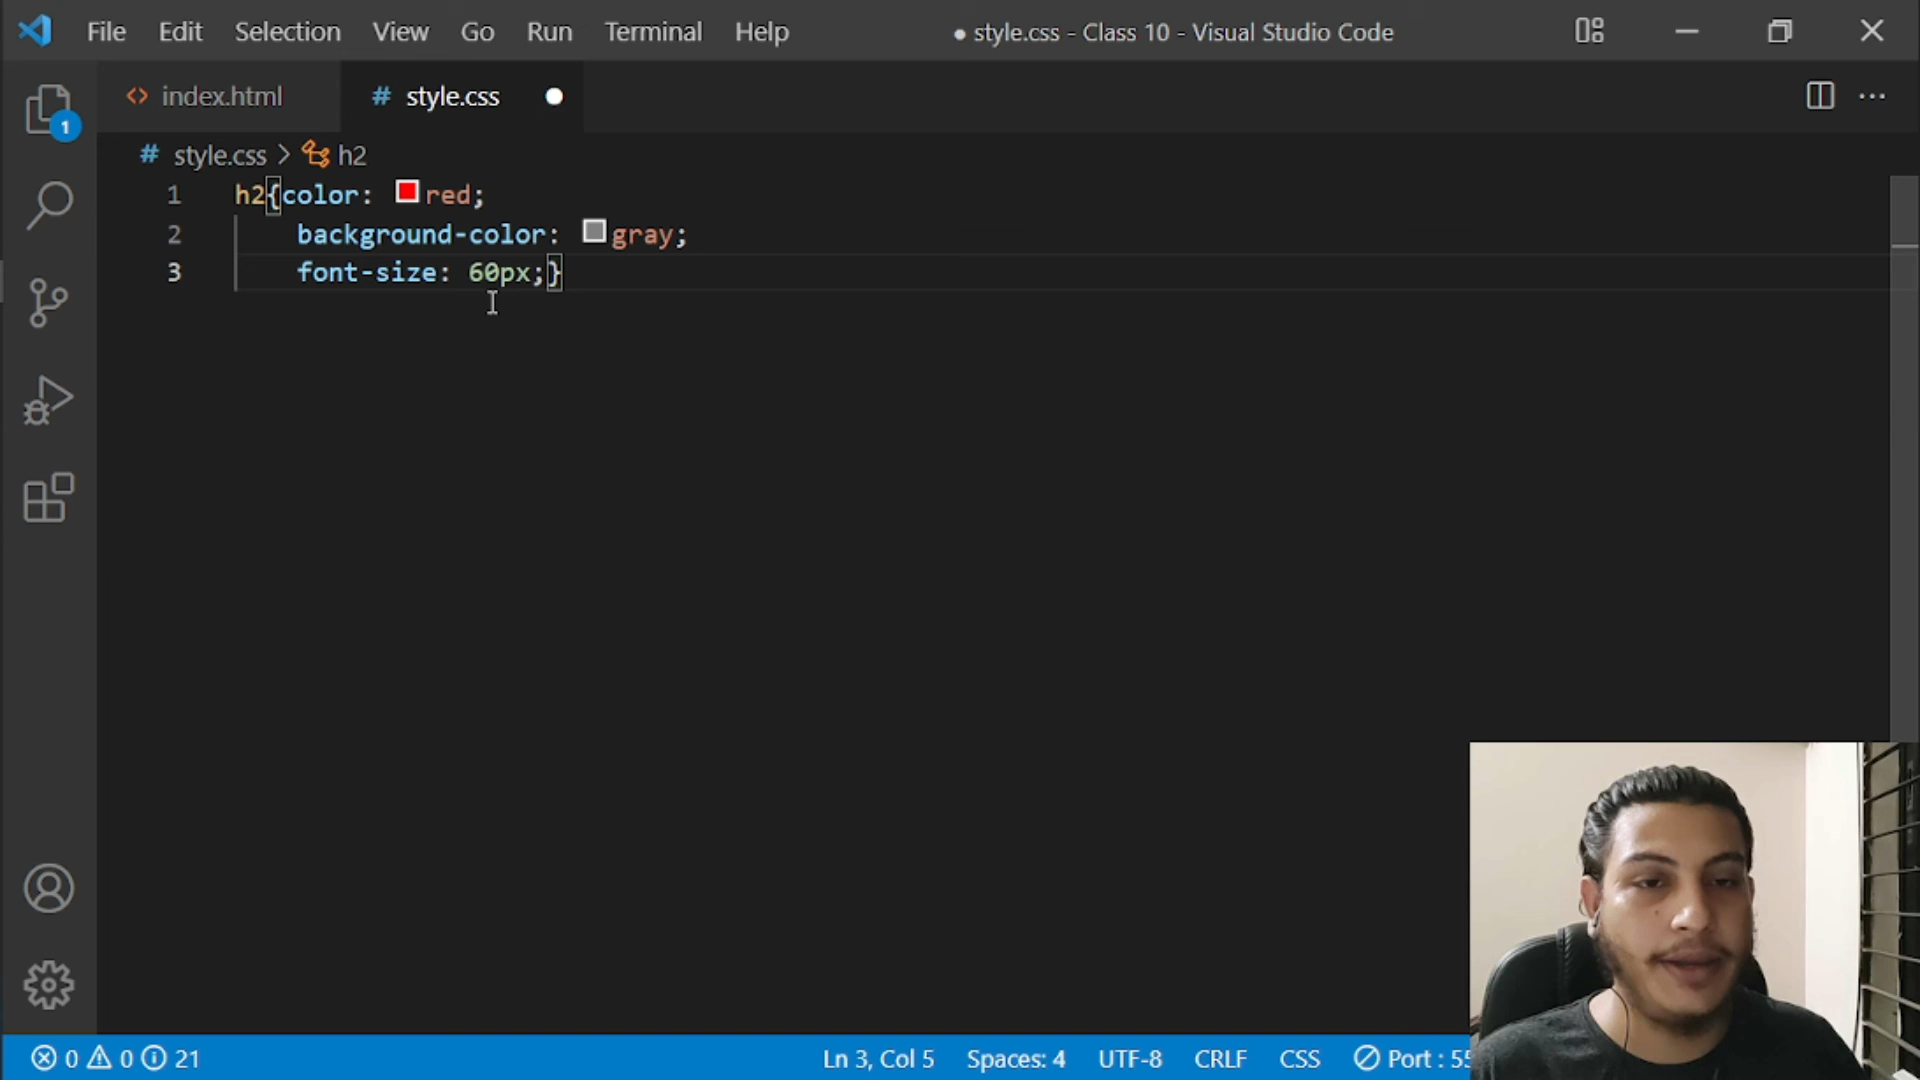 File Edit Selection View Go Run Terminal Help ● style.css - Class 10 - Visual Studio Code
<> index.html # style.css ●
1
# style.css > h2
1 h2{color: red;
2 background-color: gray;
3 font-size: 60px;}
0 0 21 Ln 3, Col 5 Spaces: 4 UTF-8 CRLF CSS Port : 55